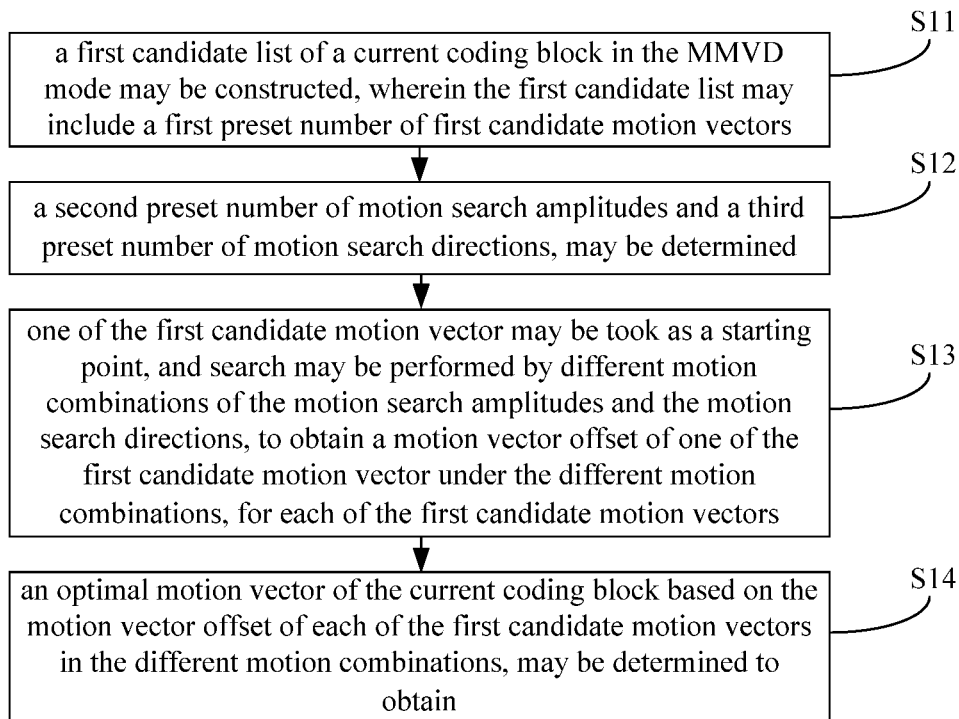 S11
a first candidate list of a current coding block in the MMVD
mode may be constructed, wherein the first candidate list may
include a first preset number of first candidate motion vectors
S12
a second preset number of motion search amplitudes and a third
preset number of motion search directions, may be determined
S13
one of the first candidate motion vector may be took as a starting
point, and search may be performed by different motion
combinations of the motion search amplitudes and the motion
search directions, to obtain a motion vector offset of one of the
first candidate motion vector under the different motion
combinations, for each of the first candidate motion vectors
S14
an optimal motion vector of the current coding block based on the
motion vector offset of each of the first candidate motion vectors
in the different motion combinations, may be determined to
obtain